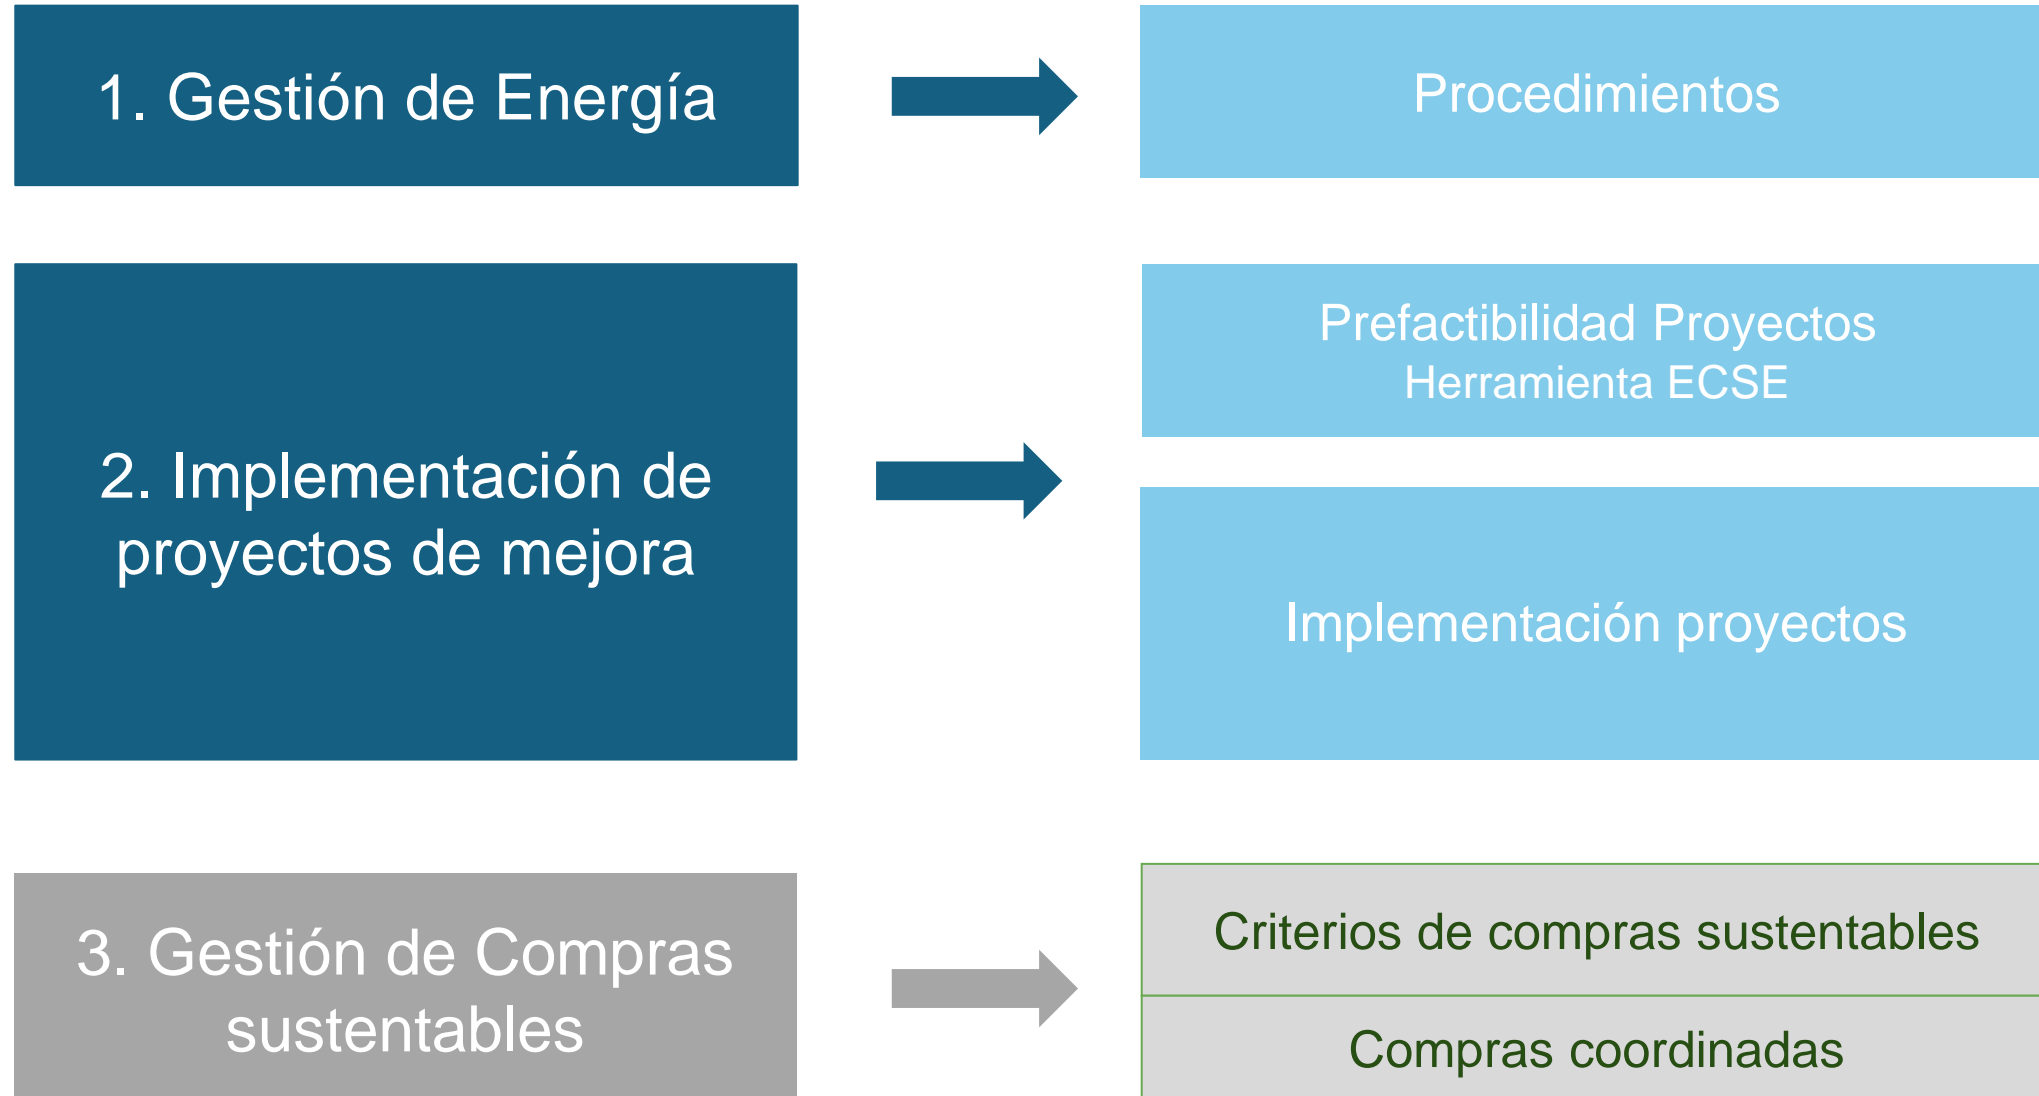 1. Gestión de Energía
Procedimientos
2. Implementación de
proyectos de mejora
Prefactibilidad Proyectos
Herramienta ECSE
Implementación proyectos
3. Gestión de Compras
sustentables
Criterios de compras sustentables
Compras coordinadas